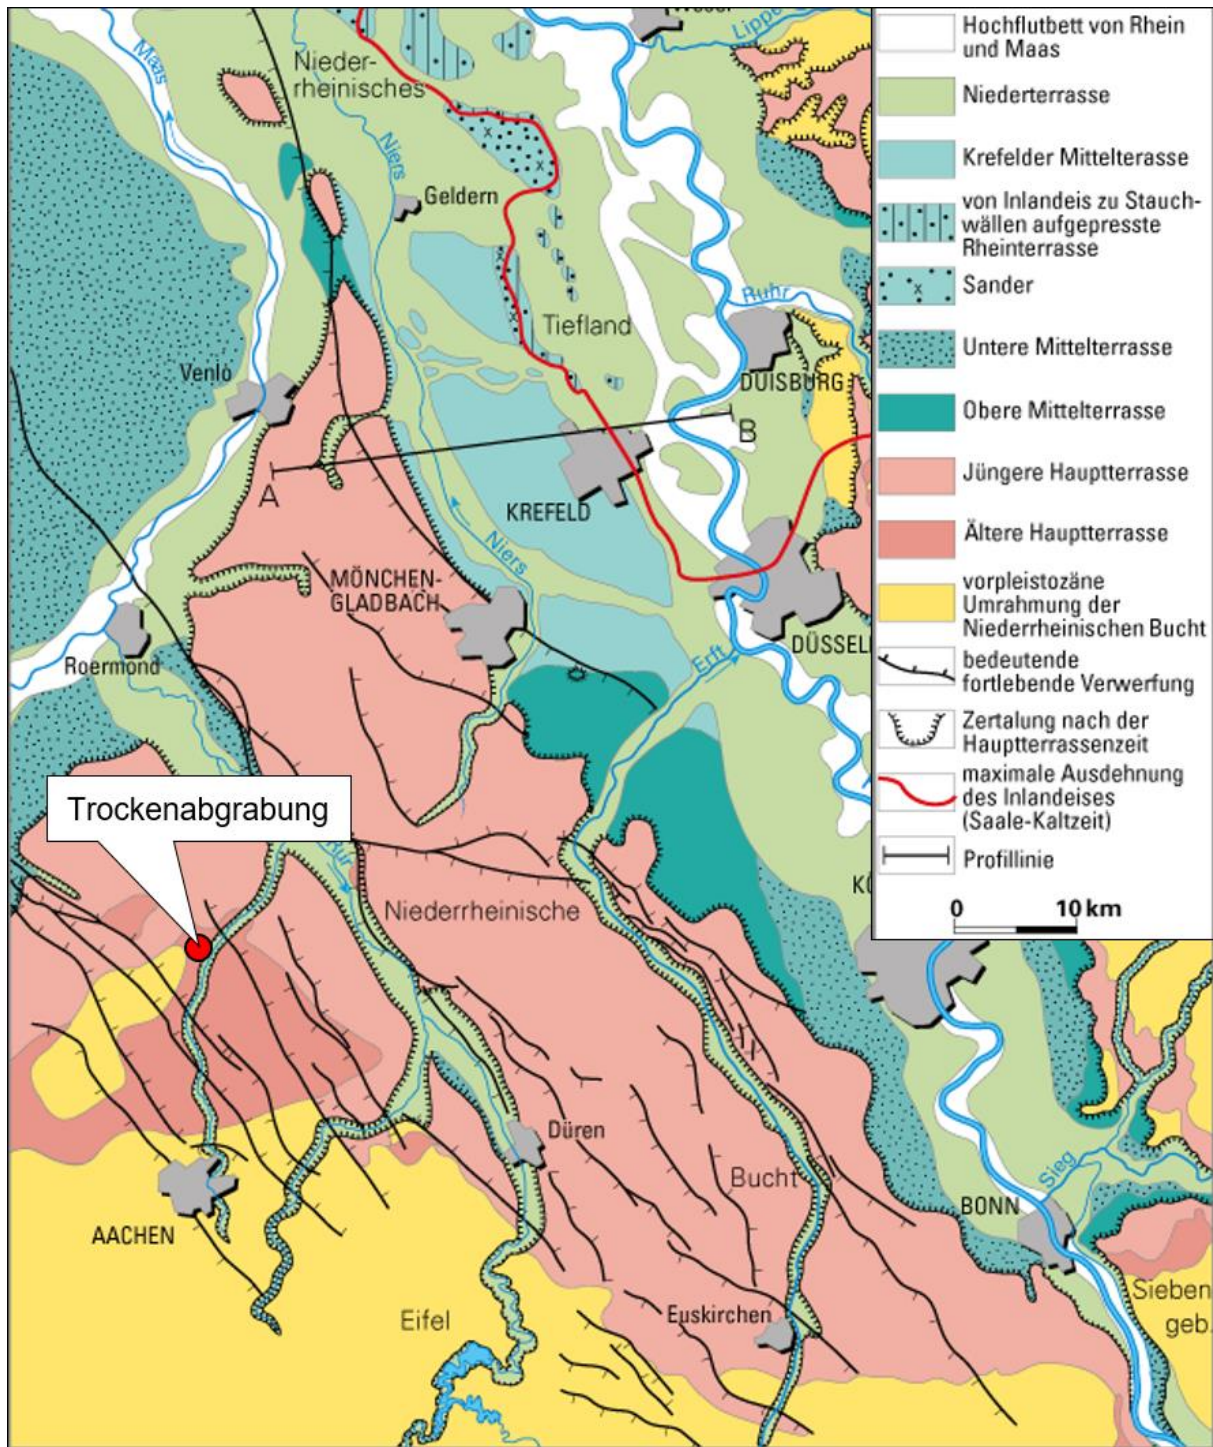 Maas
Nieder-
rheinisches
Niers
Geldern
Lippe
Ruhr
Tiefland
Venlo
DUISBURG
A
B
KREFELD
Niers
MÖNCHEN-
GLADBACH
Roermond
Erft
DÜSSEL
Trockenabgrabung
Rur
Niederrheinische
KÖ
Düren
Bucht
AACHEN
BONN
Sieg
Eifel
Euskirchen
Sieben
geb.
Hochflutbett von Rhein
und Maas
Niederterrasse
Krefelder Mittelterasse
von Inlandeis zu Stauch-
wällen aufgepresste
Rheinterrasse
Sander
Untere Mittelterrasse
Obere Mittelterrasse
Jüngere Hauptterrasse
Ältere Hauptterrasse
vorpleistozäne
Umrahmung der
Niederrheinischen Bucht
bedeutende
fortlebende Verwerfung
Zertalung nach der
Hauptterrassenzeit
maximale Ausdehnung
des Inlandeises
(Saale-Kaltzeit)
Profillinie
0 10 km